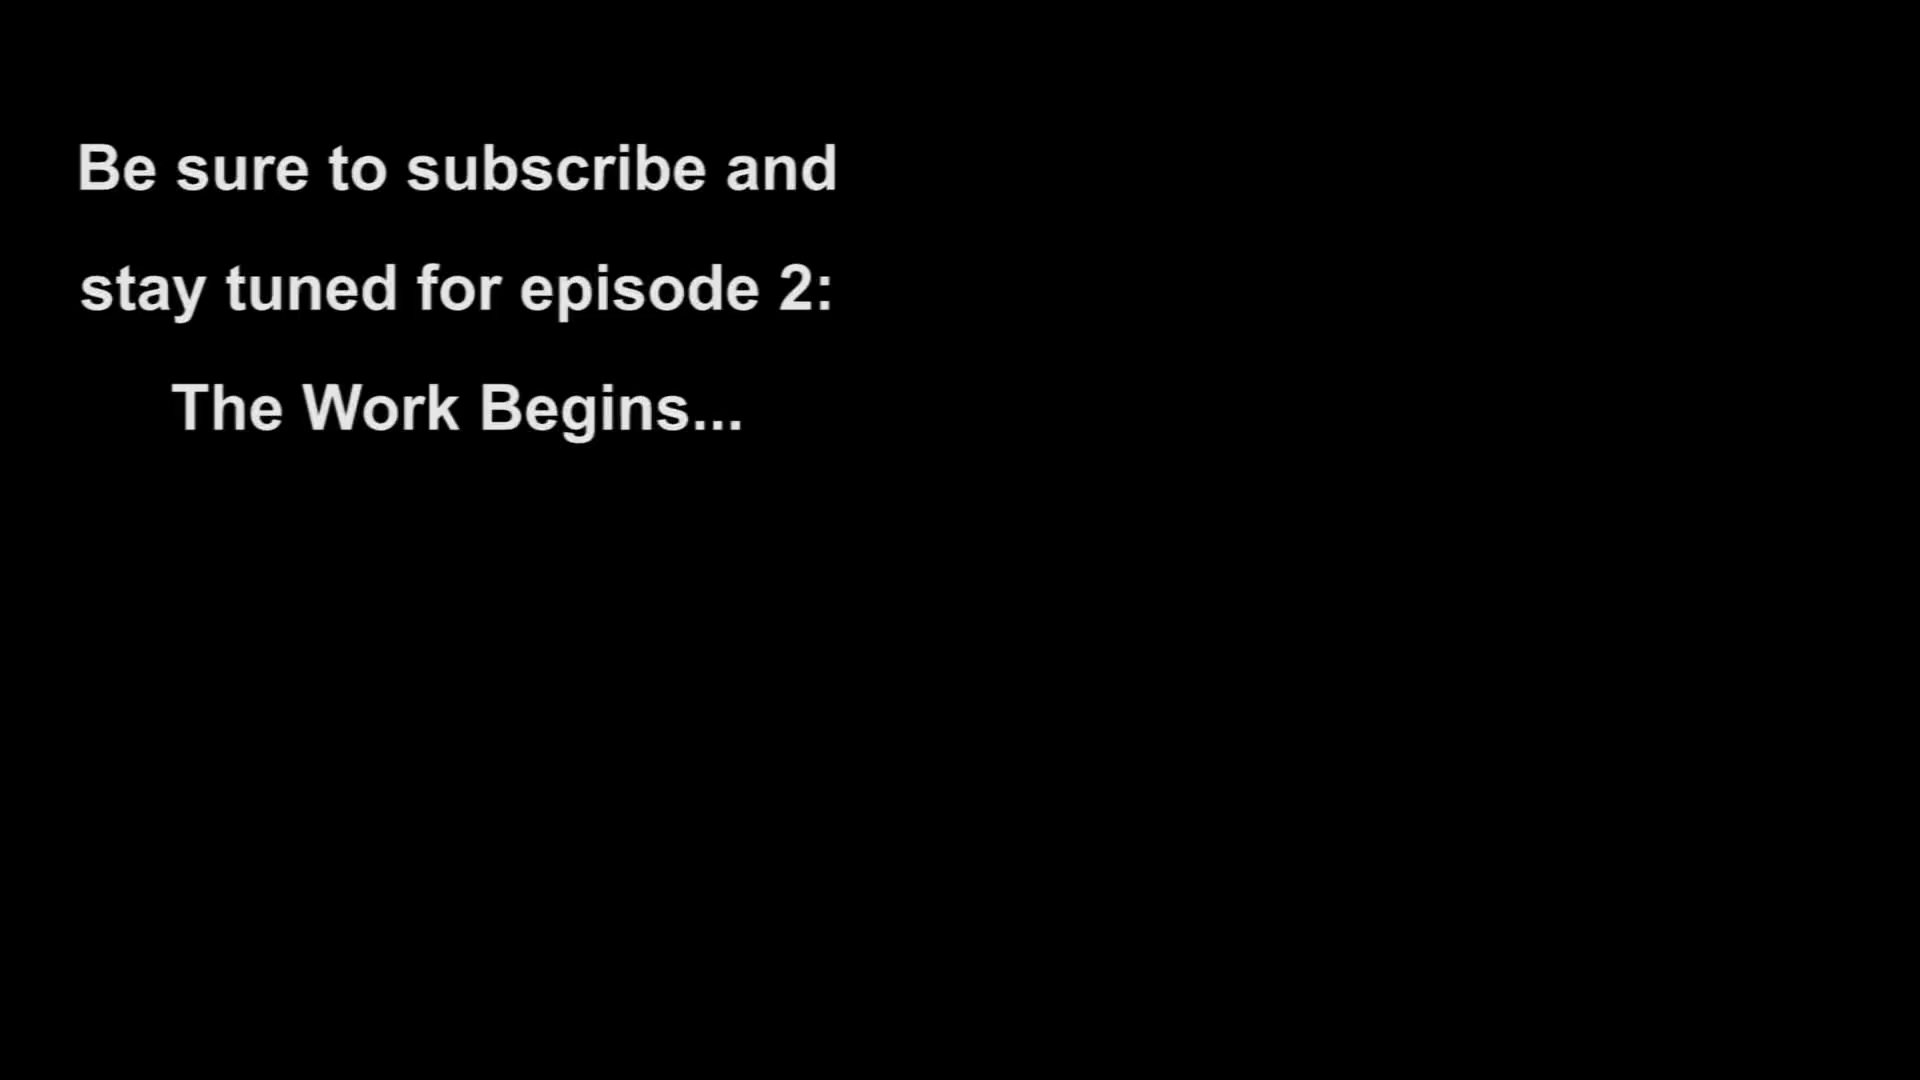 Be sure to subscribe and
stay tuned for episode 2:
The Work Begins...